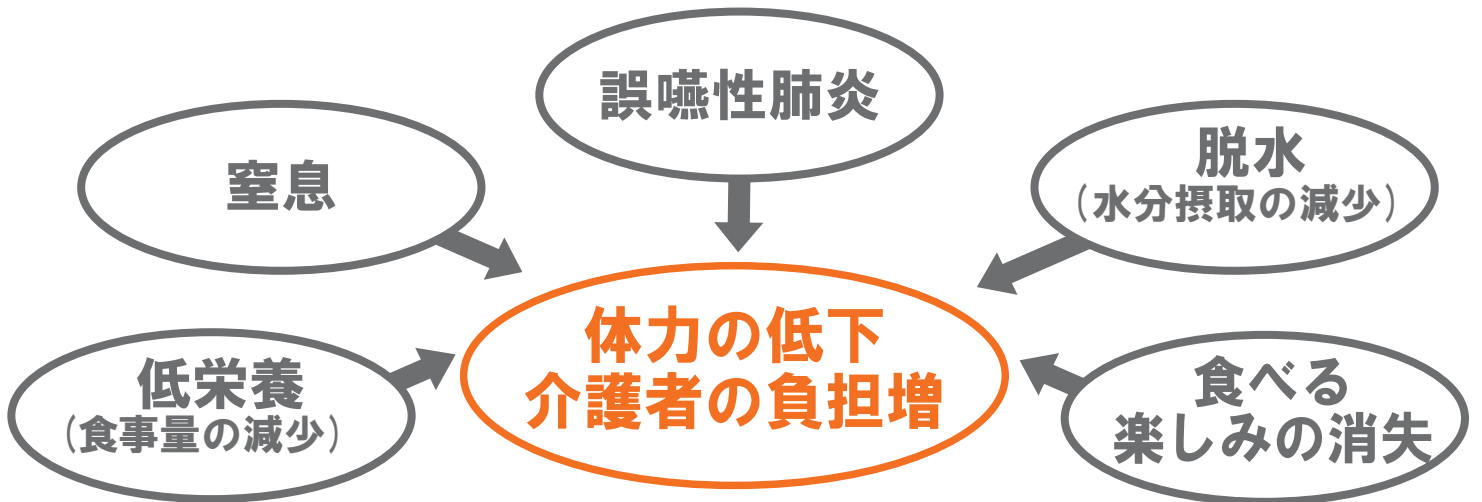 誤嚥性肺炎
窒息
脱水
（水分摂取の減少）
体力の低下
介護者の負担増
低栄養
（食事量の減少）
食べる
楽しみの消失